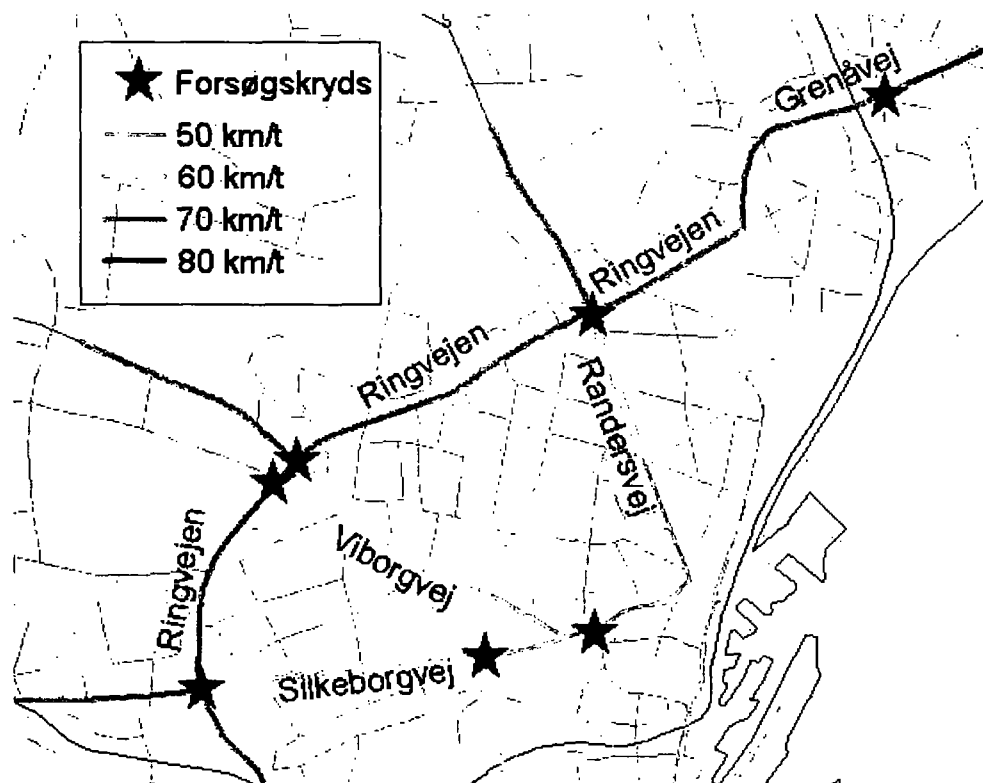 Forsøgskryds
50 km/t
60 km/t
70 km/t
80 km/t
Grenåvej
Ringvejen
Ringvejen
Randersvej
Ringvejen
Viborgvej
Silkeborgvej